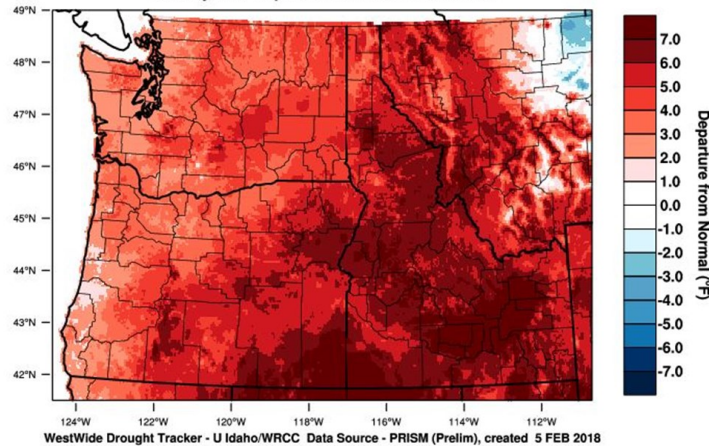 49°N
48°N
47°N
46°N
45°N
44°N
43°N
42°N
124°W 122°W 120°W 118°W 116°W 114°W 112°W
7.0
6.0
5.0
4.0
3.0
2.0
1.0
0.0
-1.0
-2.0
-3.0
-4.0
-5.0
-6.0
-7.0
Departure from Normal (°F)
WestWide Drought Tracker - U Idaho/WRCC Data Source - PRISM (Prelim), created 5 FEB 2018